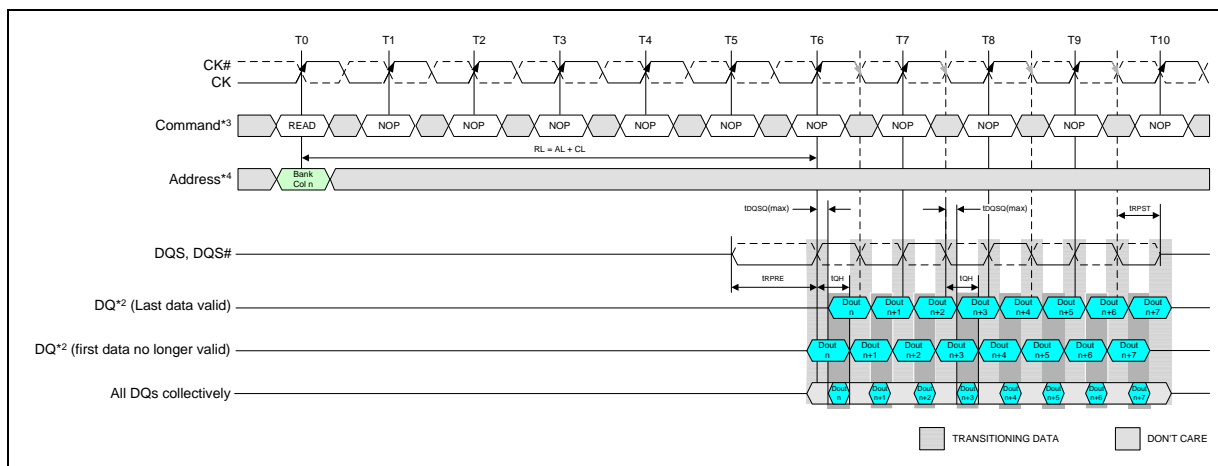 T0 T1 T2 T3 T4 T5 T6 T7 T8 T9 T10
CK#
CK
Command*3 READ NOP NOP NOP NOP NOP NOP NOP NOP NOP NOP
RL = AL + CL
Address*4 Bank
Col n
tDQSQ(max) tDQSQ(max) tRPST
DQS, DQS#
tRPRE tQH tQH
DQ*2 (Last data valid) Dout
n Dout
n+1 Dout
n+2 Dout
n+3 Dout
n+4 Dout
n+5 Dout
n+6 Dout
n+7
DQ*2 (first data no longer valid) Dout
n Dout
n+1 Dout
n+2 Dout
n+3 Dout
n+4 Dout
n+5 Dout
n+6 Dout
n+7
All DQs collectively Dout
n Dout
n+1 Dout
n+2 Dout
n+3 Dout
n+4 Dout
n+5 Dout
n+6 Dout
n+7
TRANSITIONING DATA DON'T CARE